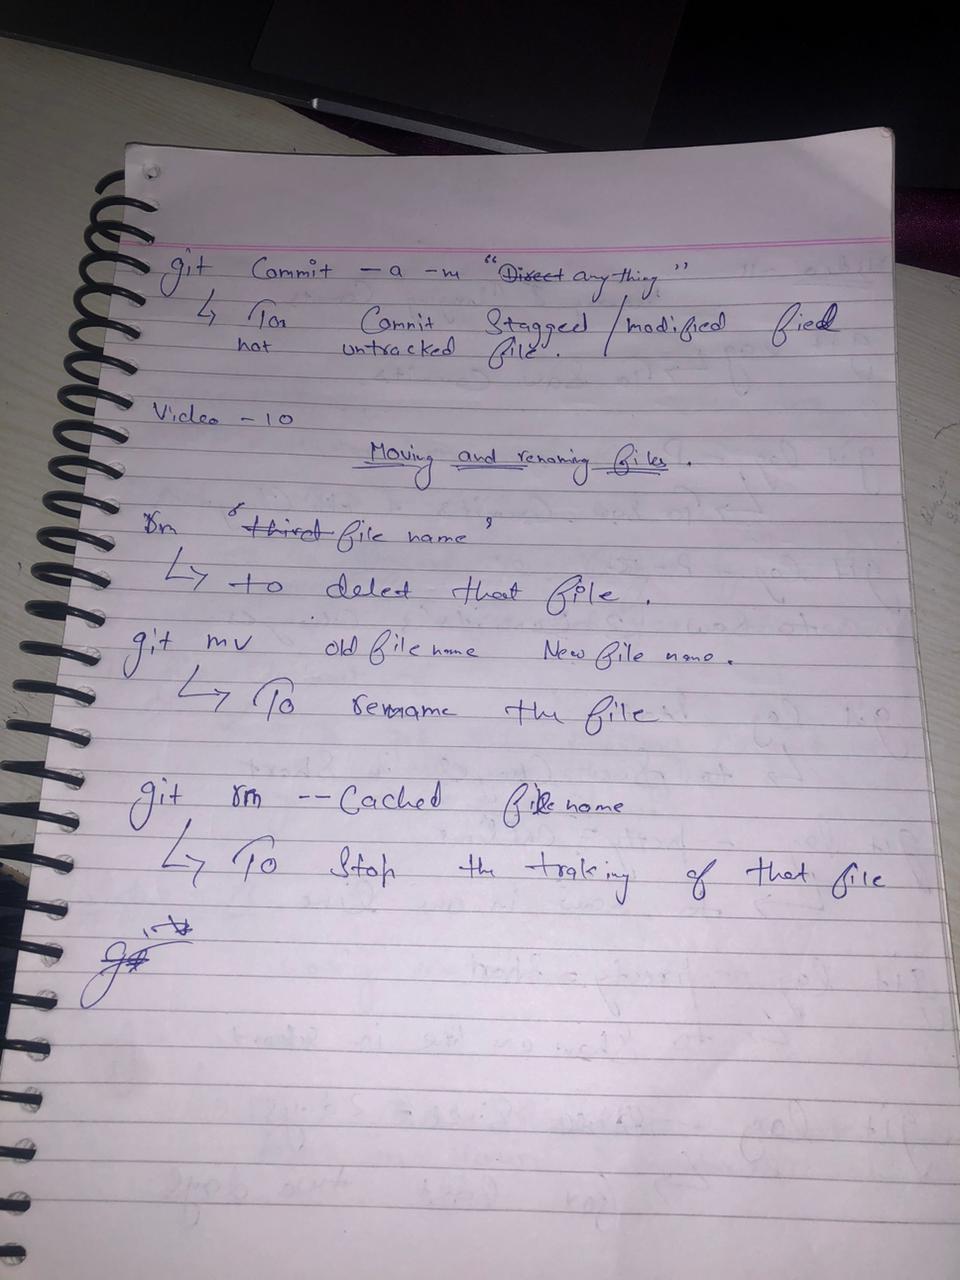 git Commit -a -m "Direct any thing"
↳ To Commit Stagged / modified fied
not untracked file.
Video - 10
Moving and renaming files.
rm 'third file name'
↳ to delet that file.
git mv old file name New file name.
↳ To rename the file
git rm --Cached file name
↳ To Stop the traking of that file